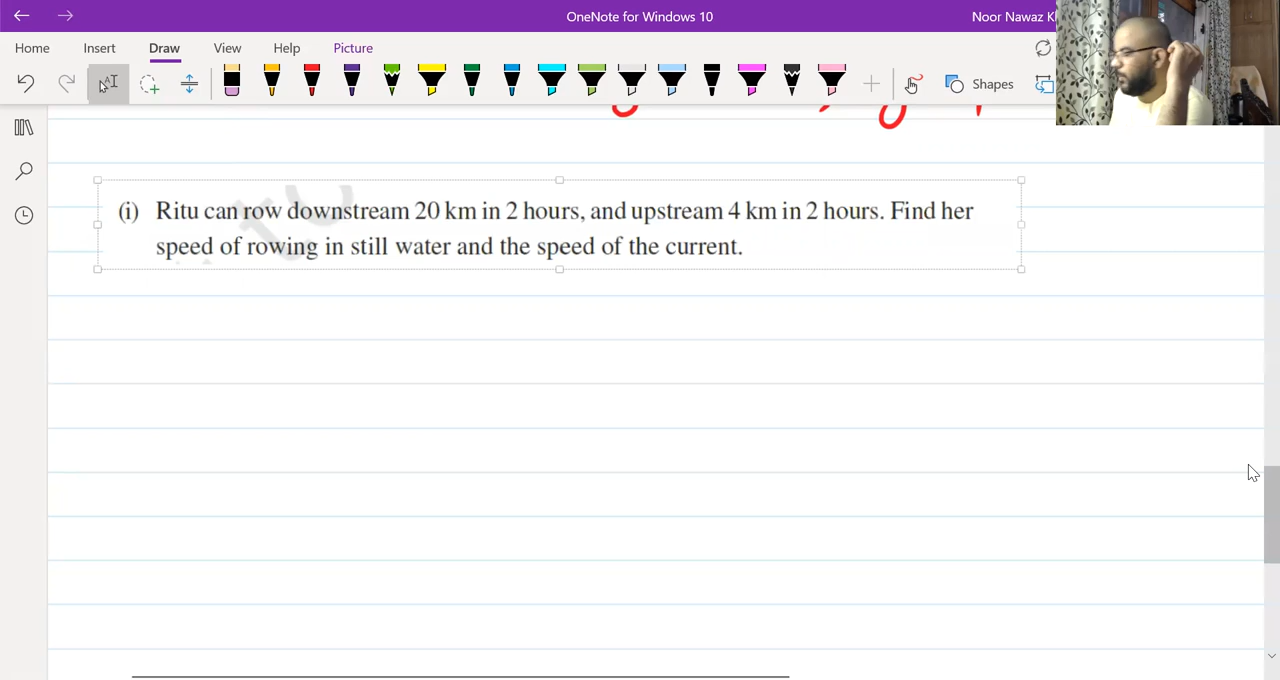 OneNote for Windows 10
Noor Nawaz
Home Insert Draw View Help Picture
Shapes
(i) Ritu can row downstream 20 km in 2 hours, and upstream 4 km in 2 hours. Find her
speed of rowing in still water and the speed of the current.